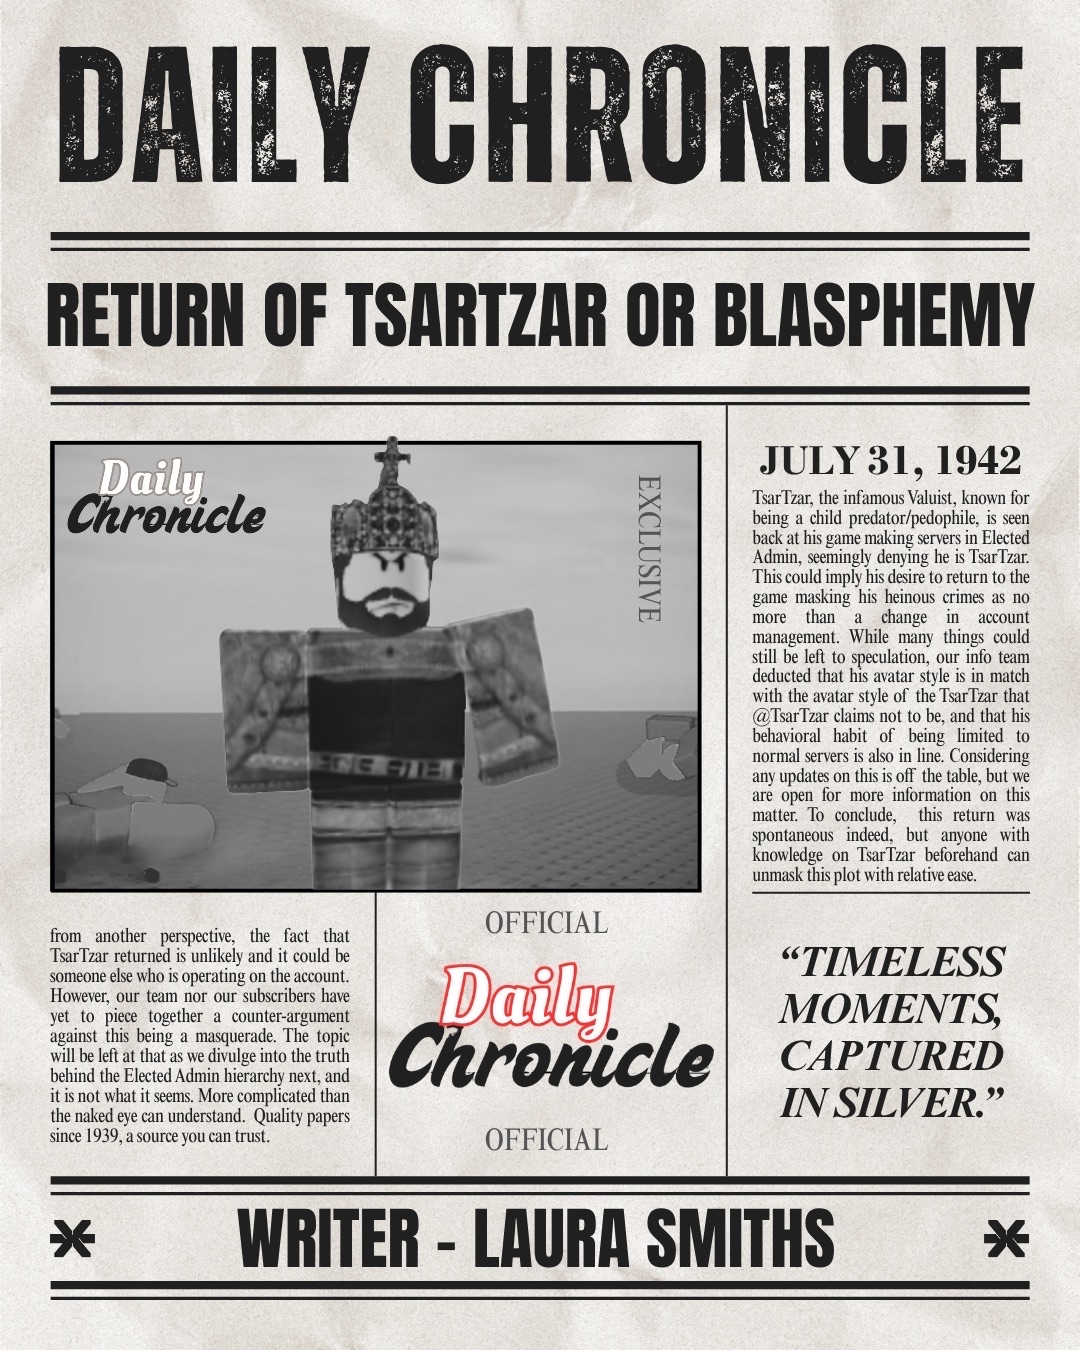 DAILY CHRONICLE
RETURN OF TSARTZAR OR BLASPHEMY
Daily
Chronicle
EXCLUSIVE
JULY 31, 1942
TsarTzar, the infamous Valuist, known for
being a child predator/pedophile, is seen
back at his game making servers in Elected
Admin, seemingly denying he is TsarTzar.
This could imply his desire to return to the
game masking his heinous crimes as no
more than a change in account
management. While many things could
still be left to speculation, our info team
deducted that his avatar style is in match
with the avatar style of the TsarTzar that
@TsarTzar claims not to be, and that his
behavioral habit of being limited to
normal servers is also in line. Considering
any updates on this is off the table, but we
are open for more information on this
matter. To conclude, this return was
spontaneous indeed, but anyone with
knowledge on TsarTzar beforehand can
unmask this plot with relative ease.
from another perspective, the fact that
TsarTzar returned is unlikely and it could be
someone else who is operating on the account.
However, our team nor our subscribers have
yet to piece together a counter-argument
against this being a masquerade. The topic
will be left at that as we divulge into the truth
behind the Elected Admin hierarchy next, and
it is not what it seems. More complicated than
the naked eye can understand. Quality papers
since 1939, a source you can trust.
OFFICIAL
Daily
Chronicle
OFFICIAL
“TIMELESS
MOMENTS,
CAPTURED
IN SILVER.”
WRITER - LAURA SMITHS